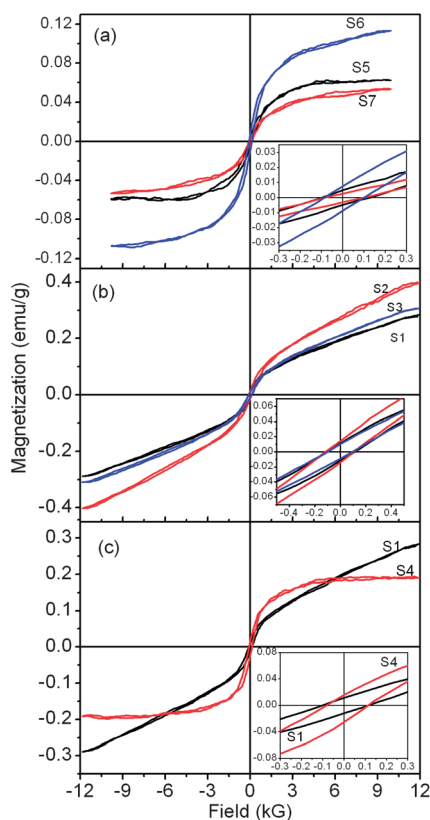 (a)
S6
S5
S7
0.12
0.08
0.04
0.00
-0.04
-0.08
-0.12
0.03
0.02
0.01
0.00
-0.01
-0.02
-0.03
-0.3 -0.2 -0.1 0.0 0.1 0.2 0.3
Magnetization (emu/g)
(b)
S2
S3
S1
0.4
0.2
0.0
-0.2
-0.4
0.06
0.04
0.02
0.00
-0.02
-0.04
-0.06
-0.4 -0.2 0.0 0.2 0.4
(c)
S1
S4
0.3
0.2
0.1
0.0
-0.1
-0.2
-0.3
0.08
0.04
0.00
-0.04
-0.08
S4
S1
-0.3 -0.2 -0.1 0.0 0.1 0.2 0.3
-12 -9 -6 -3 0 3 6 9 12
Field (kG)